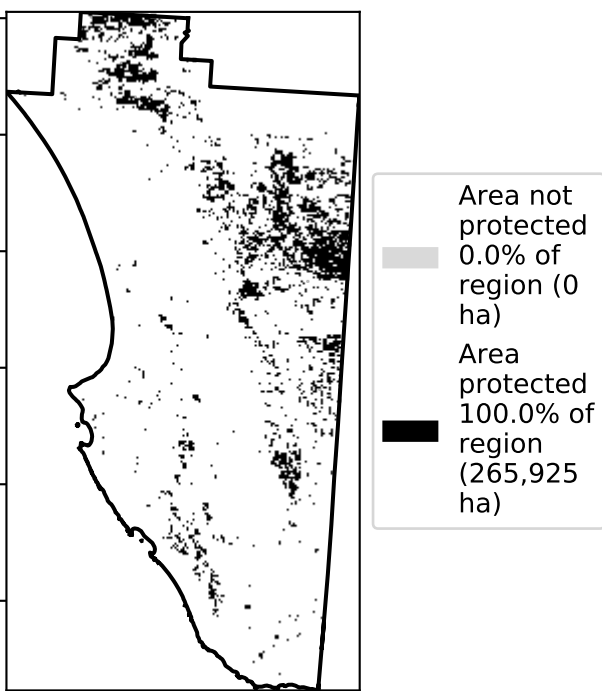 Area not
protected
0.0% of
region (0
ha)
Area
protected
100.0% of
region
(265,925
ha)